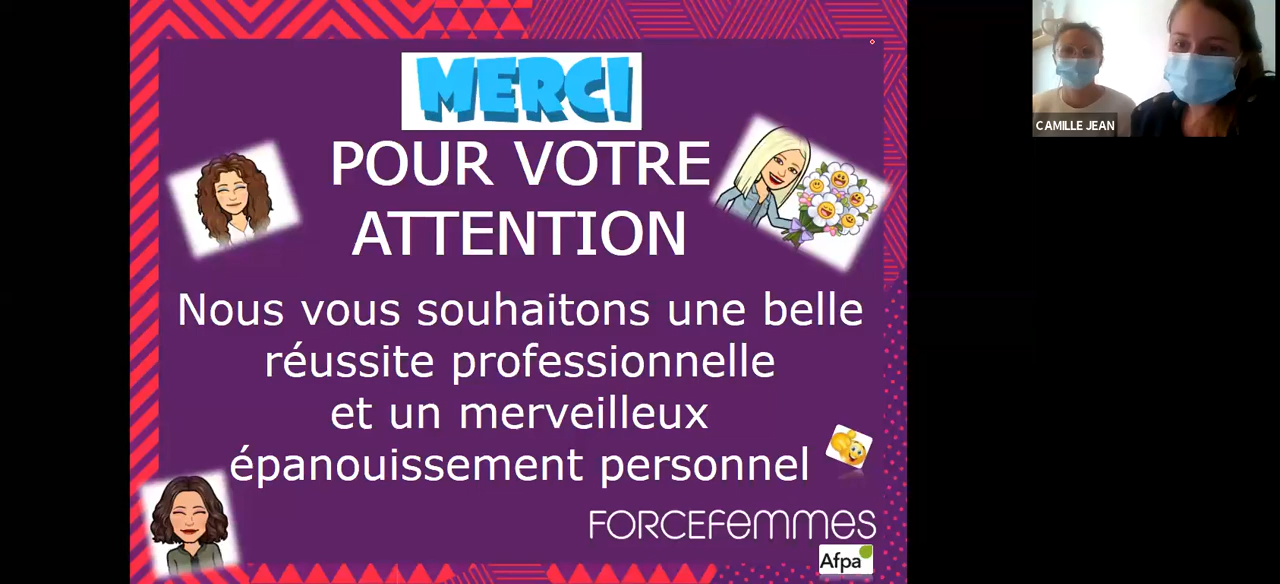 MERCI
POUR VOTRE
ATTENTION
Nous vous souhaitons une belle
réussite professionnelle
et un merveilleux
épanouissement personnel
FORCEFEMMES
Afpa
CAMILLE JEAN